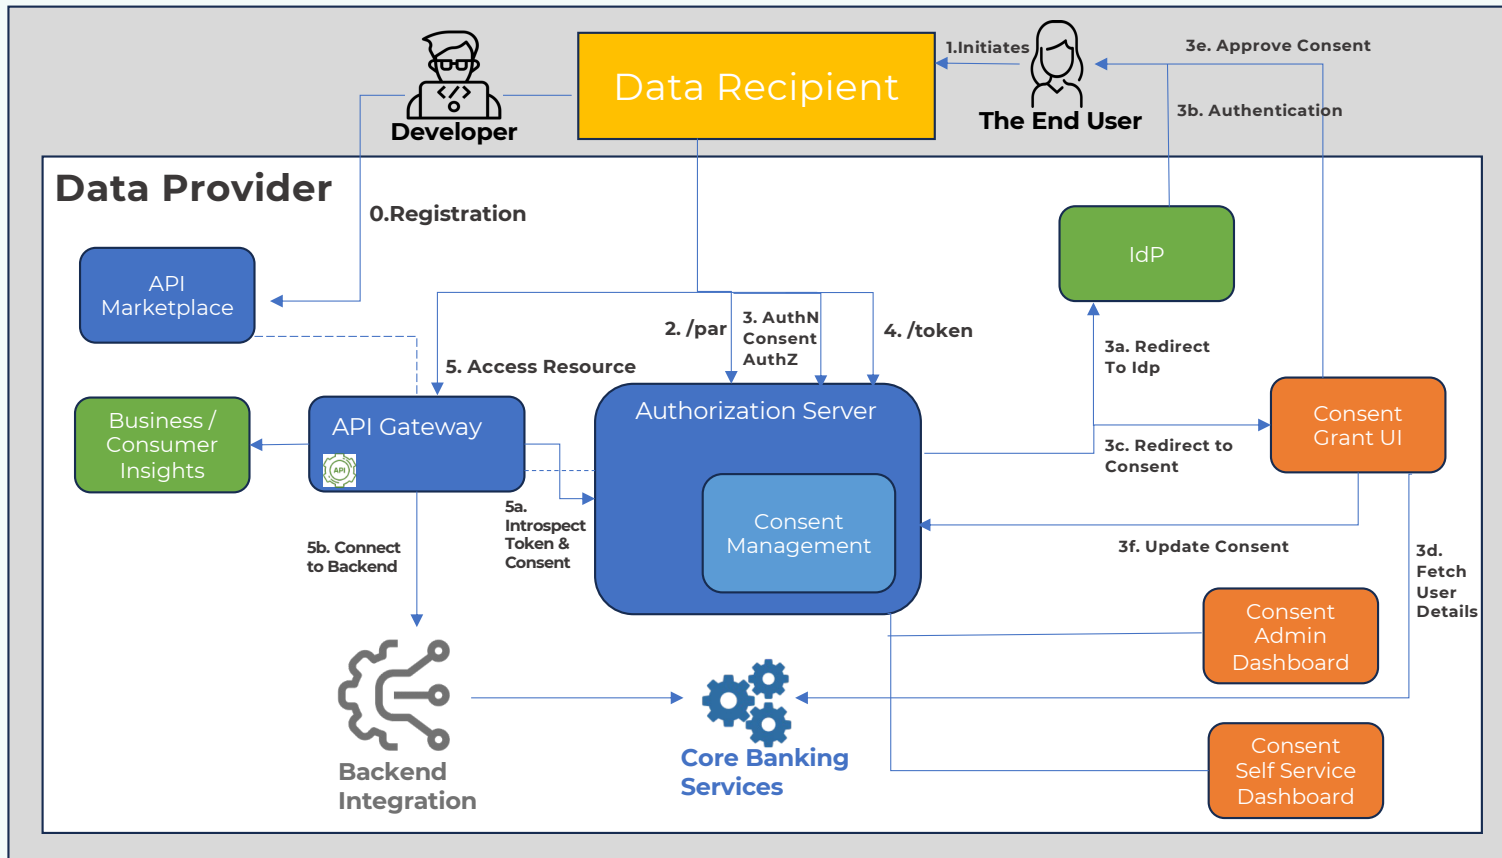 Data Recipient
1.Initiates
3e. Approve Consent
</>
Developer
The End User
3b. Authentication
Data Provider
0.Registration
IdP
API
Marketplace
2. /par
3. AuthN
Consent
AuthZ
4. /token
3a. Redirect
To Idp
5. Access Resource
Business /
Consumer
Insights
API Gateway
API
Authorization Server
Consent
Grant UI
3c. Redirect to
Consent
5a.
Introspect
Token &
Consent
Consent
Management
5b. Connect
to Backend
3f. Update Consent
3d.
Fetch
User
Details
Consent
Admin
Dashboard
Backend
Integration
Core Banking
Services
Consent
Self Service
Dashboard